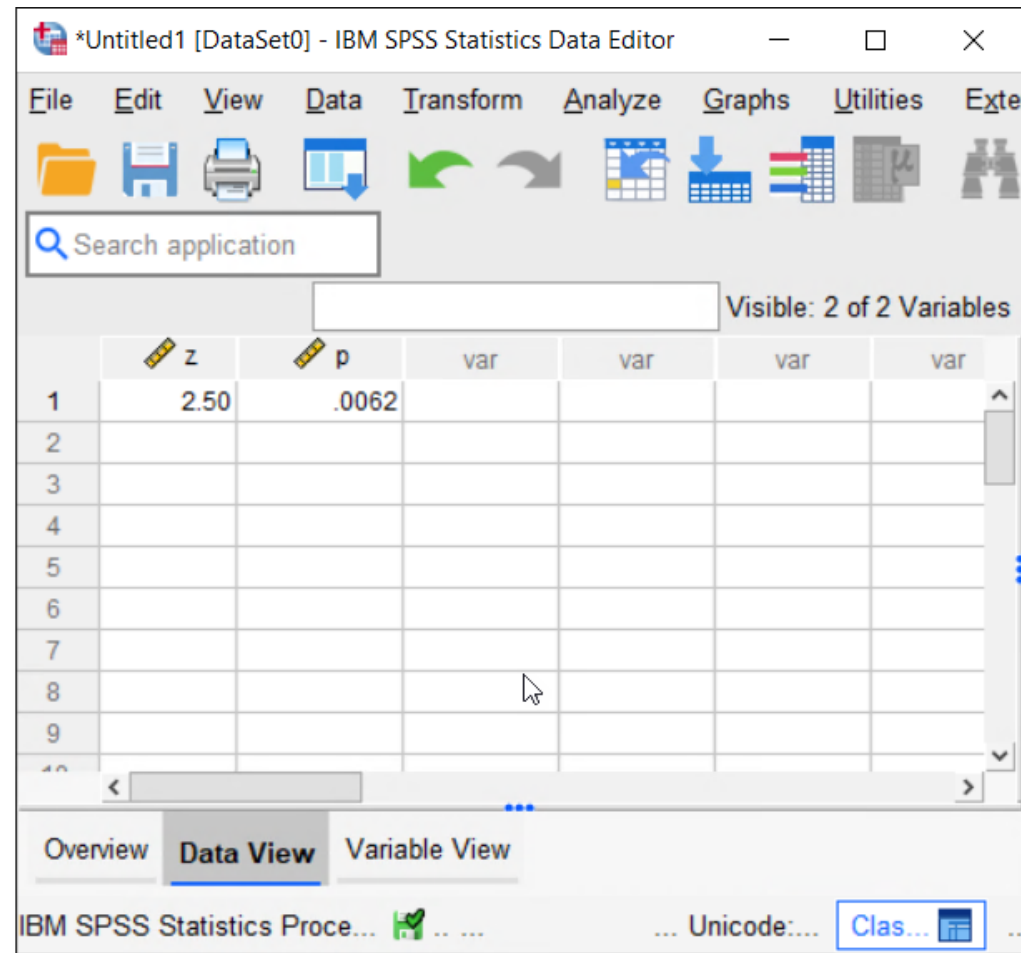 *Untitled1 [DataSet0] - IBM SPSS Statistics Data Editor
File Edit View Data Transform Analyze Graphs Utilities Exte
Search application
Visible: 2 of 2 Variables
z p var var var var
1 2.50 .0062
2
3
4
5
6
7
8
9
Overview Data View Variable View
IBM SPSS Statistics Proce... .. ... ... Unicode:... Clas... ..